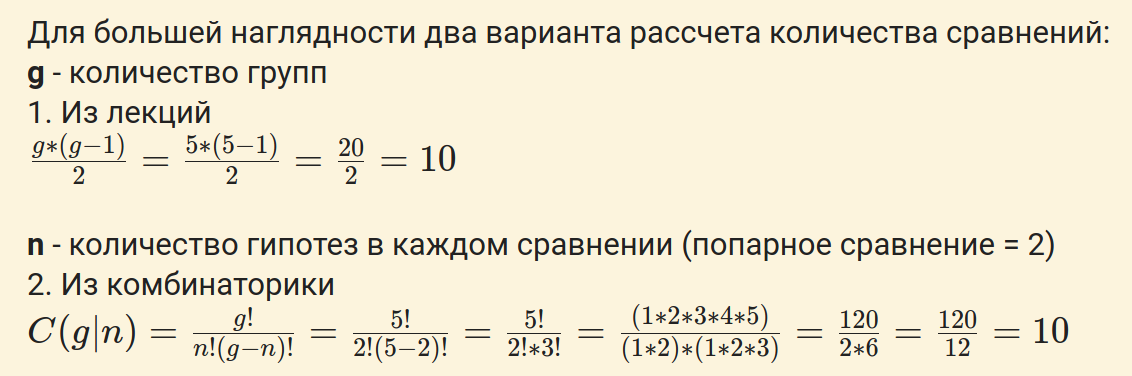 Для большей наглядности два варианта рассчета количества сравнений:
g - количество групп
1. Из лекций
g*(g−1)/2 = 5*(5−1)/2 = 20/2 = 10
n - количество гипотез в каждом сравнении (попарное сравнение = 2)
2. Из комбинаторики
C(g|n) = g!/n!(g−n)! = 5!/2!(5−2)! = 5!/2!*3! = (1*2*3*4*5)/(1*2)*(1*2*3) = 120/2*6 = 120/12 = 10